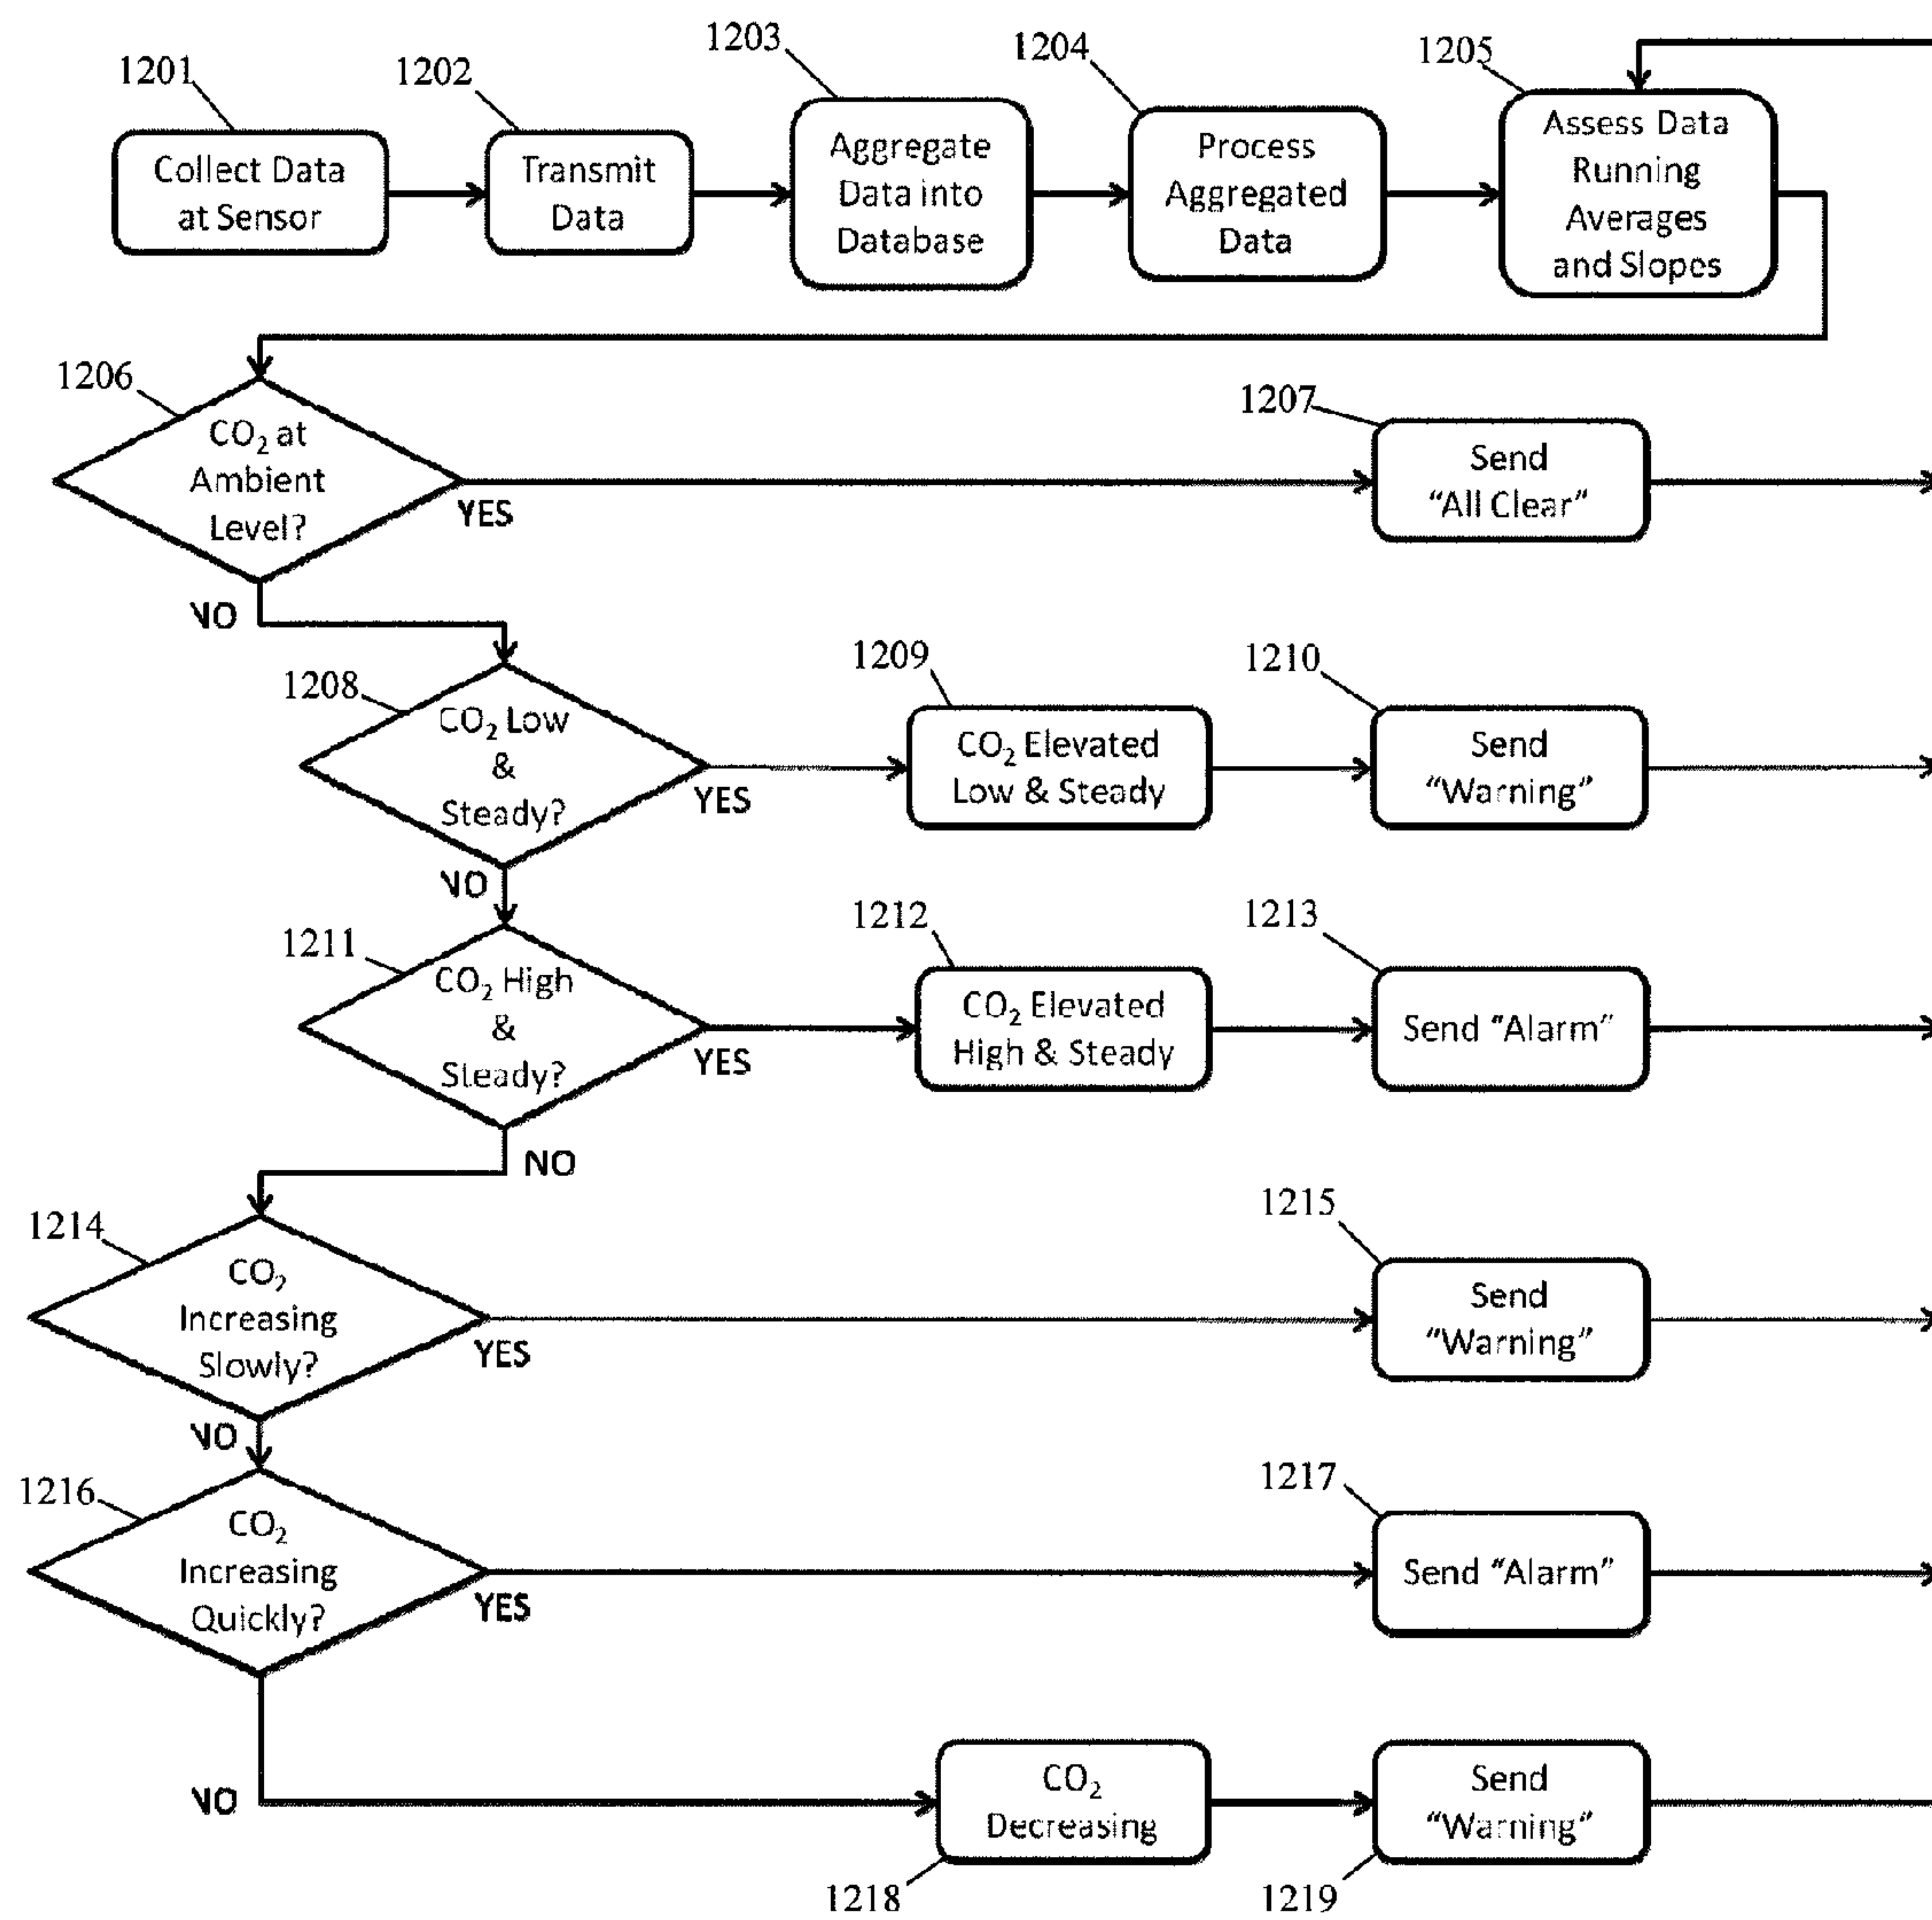 1201
Collect Data
at Sensor
1202
Transmit
Data
1203
Aggregate
Data into
Database
1204
Process
Aggregated
Data
1205
Assess Data
Running
Averages
and Slopes
1206
CO₂ at
Ambient
Level?
YES
NO
1207
Send
“All Clear”
1208
CO₂ Low
&
Steady?
YES
NO
1209
CO₂ Elevated
Low & Steady
1210
Send
“Warning”
1211
CO₂ High
&
Steady?
YES
NO
1212
CO₂ Elevated
High & Steady
1213
Send “Alarm”
1214
CO₂
Increasing
Slowly?
YES
NO
1215
Send
“Warning”
1216
CO₂
Increasing
Quickly?
YES
NO
1217
Send “Alarm”
CO₂
Decreasing
1218
Send
“Warning”
1219